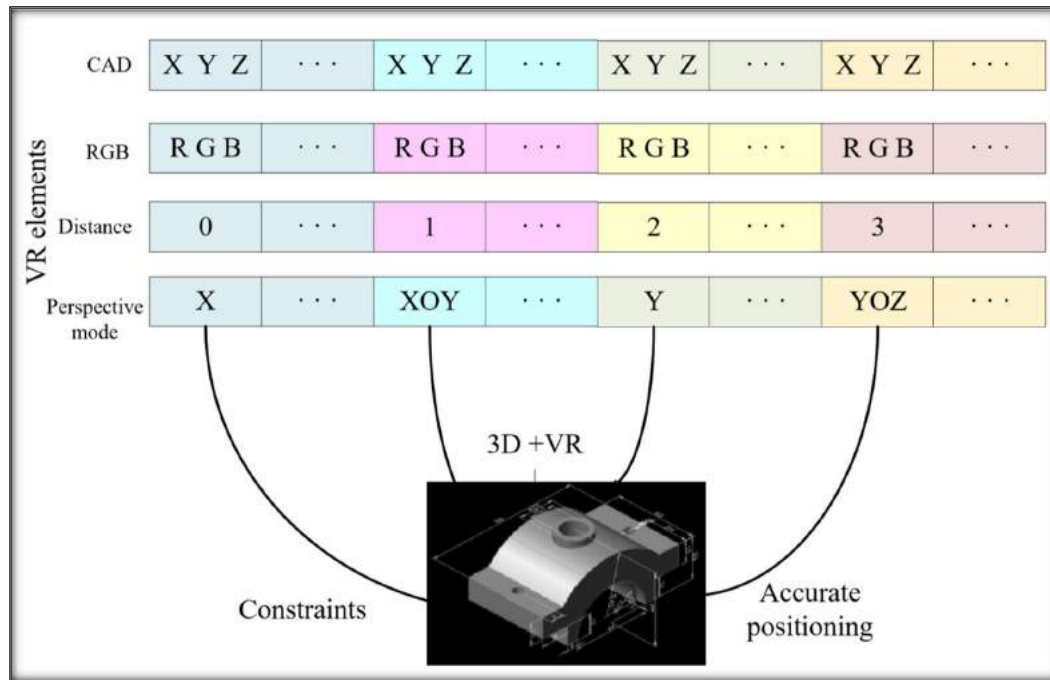 CAD X Y Z · · · X Y Z · · · X Y Z · · · X Y Z · · ·
RGB R G B · · · R G B · · · R G B · · · R G B · · ·
Distance 0 · · · 1 · · · 2 · · · 3 · · ·
Perspective mode X · · · XOY · · · Y · · · YOZ · · ·
VR elements
3D +VR
Constraints
Accurate
positioning